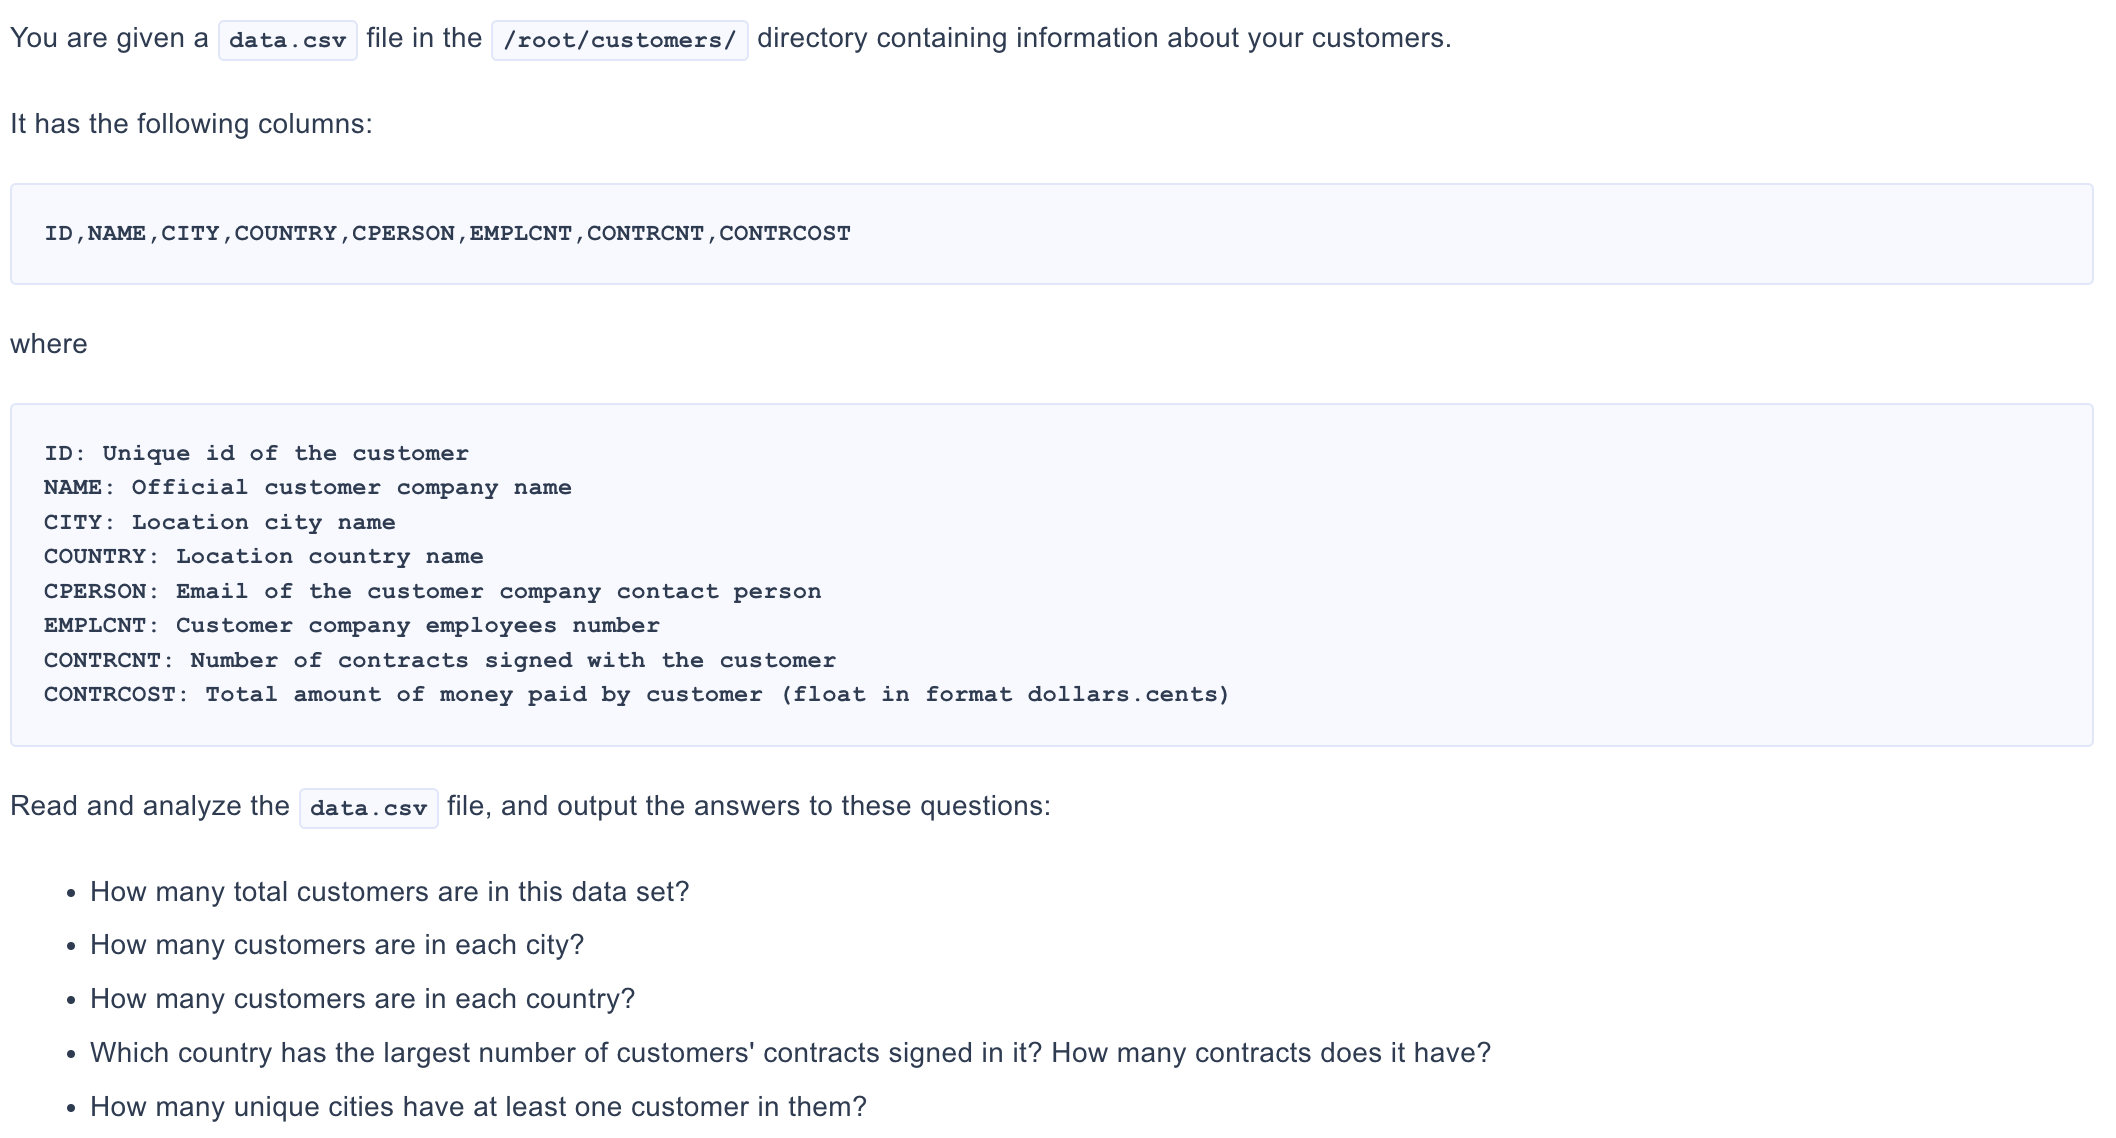 You are given a data.csv file in the /root/customers/ directory containing information about your customers.
It has the following columns:
ID,NAME,CITY,COUNTRY,CPERSON,EMPLCNT,CONTRCNT,CONTRCOST
where
ID: Unique id of the customer
NAME: Official customer company name
CITY: Location city name
COUNTRY: Location country name
CPERSON: Email of the customer company contact person
EMPLCNT: Customer company employees number
CONTRCNT: Number of contracts signed with the customer
CONTRCOST: Total amount of money paid by customer (float in format dollars.cents)
Read and analyze the data.csv file, and output the answers to these questions:
• How many total customers are in this data set?
• How many customers are in each city?
• How many customers are in each country?
• Which country has the largest number of customers' contracts signed in it? How many contracts does it have?
• How many unique cities have at least one customer in them?